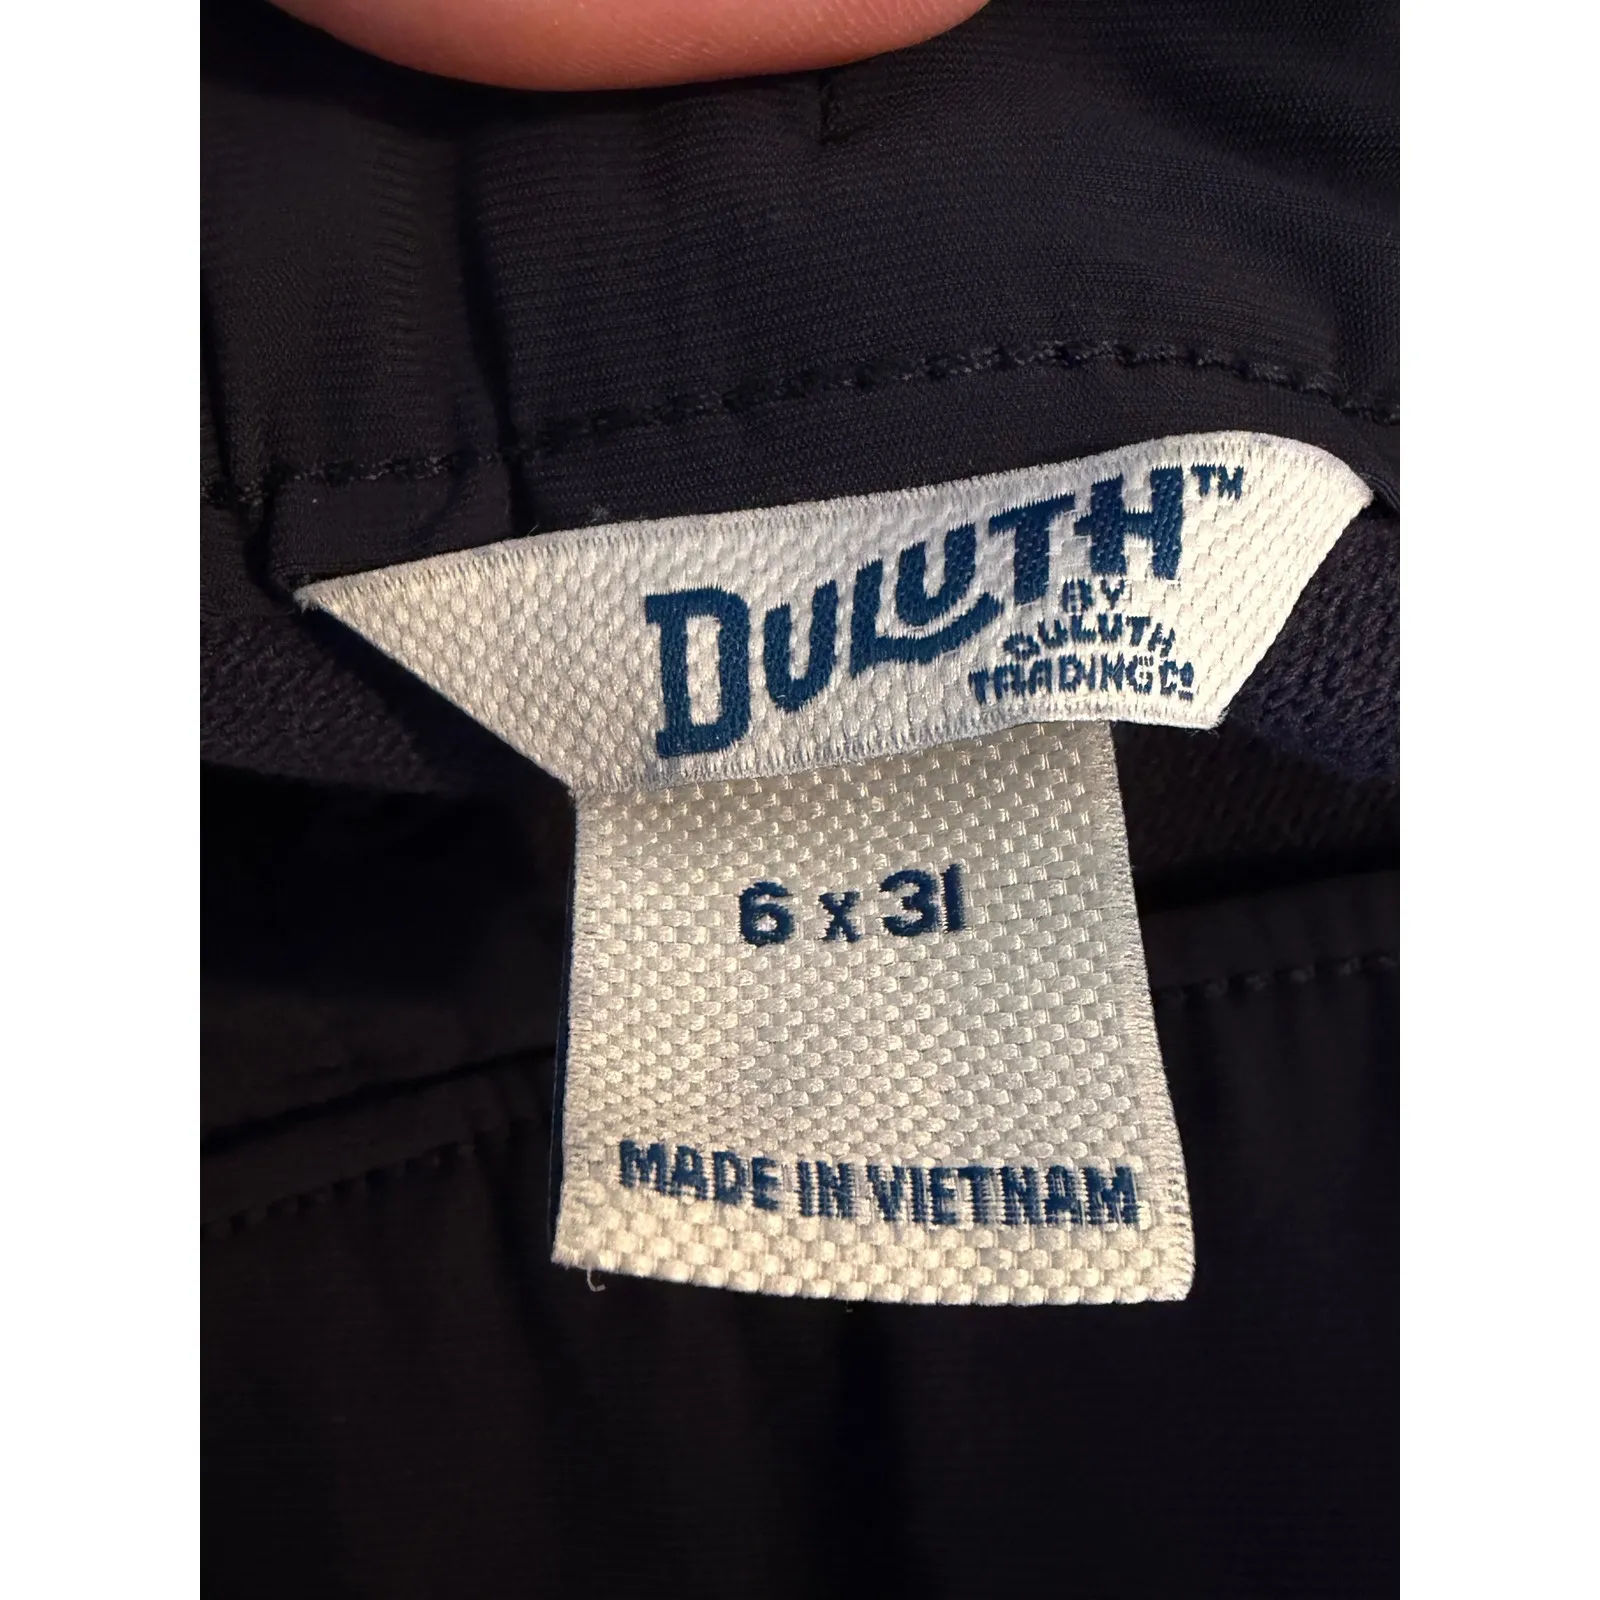 DULUTH™
BY
DULUTH
TRADING Co
6 x 31
MADE IN VIETNAM